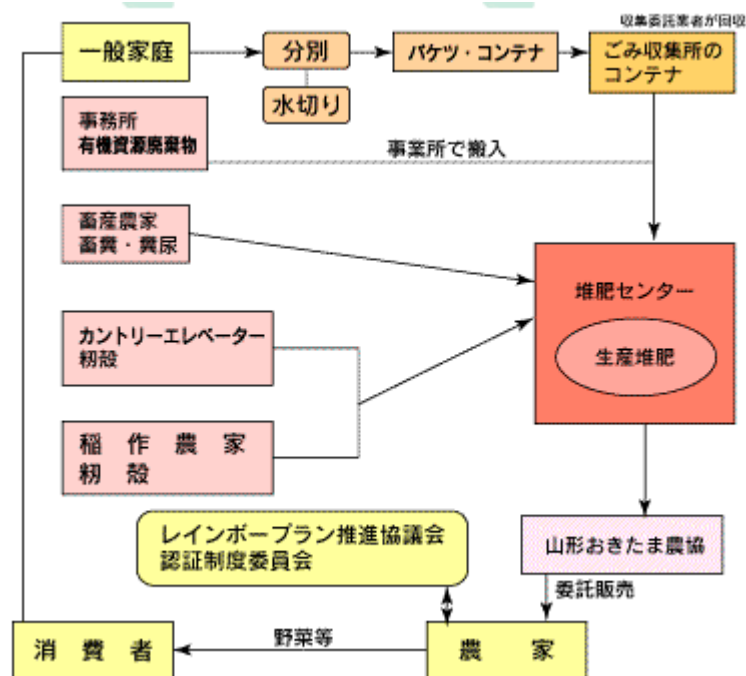 収集委託業者が回収
一般家庭
分別
バケツ・コンテナ
ごみ収集所の
コンテナ
水切り
事務所
有機資源廃棄物
事業所で搬入
畜産農家
畜糞・糞尿
堆肥センター
生産堆肥
カントリーエレベーター
籾殻
稲作農家
籾殻
レインボープラン推進協議会
認証制度委員会
山形おきたま農協
委託販売
野菜等
消費者
農家